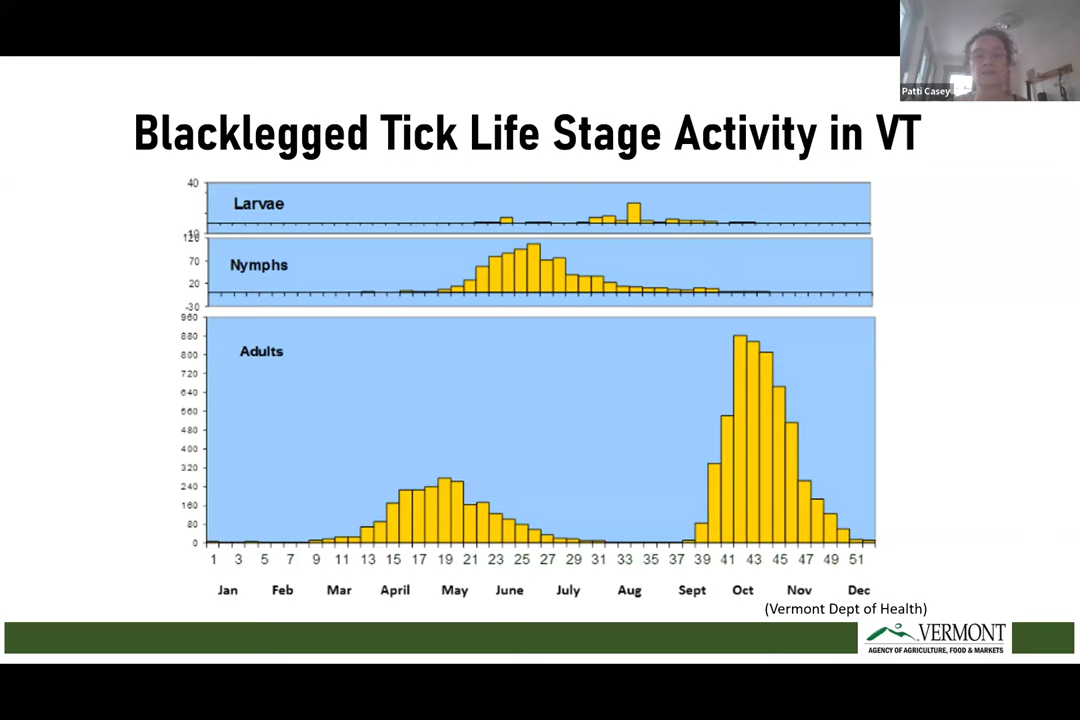 Patti Casey
Blacklegged Tick Life Stage Activity in VT
40
Larvae
120
Nymphs
70
20
-30
960
880
Adults
800
720
640
560
480
400
320
240
160
80
0
1 3 5 7 9 11 13 15 17 19 21 23 25 27 29 31 33 35 37 39 41 43 45 47 49 51
Jan Feb Mar April May June July Aug Sept Oct Nov Dec
(Vermont Dept of Health)
VERMONT
AGENCY OF AGRICULTURE, FOOD & MARKETS